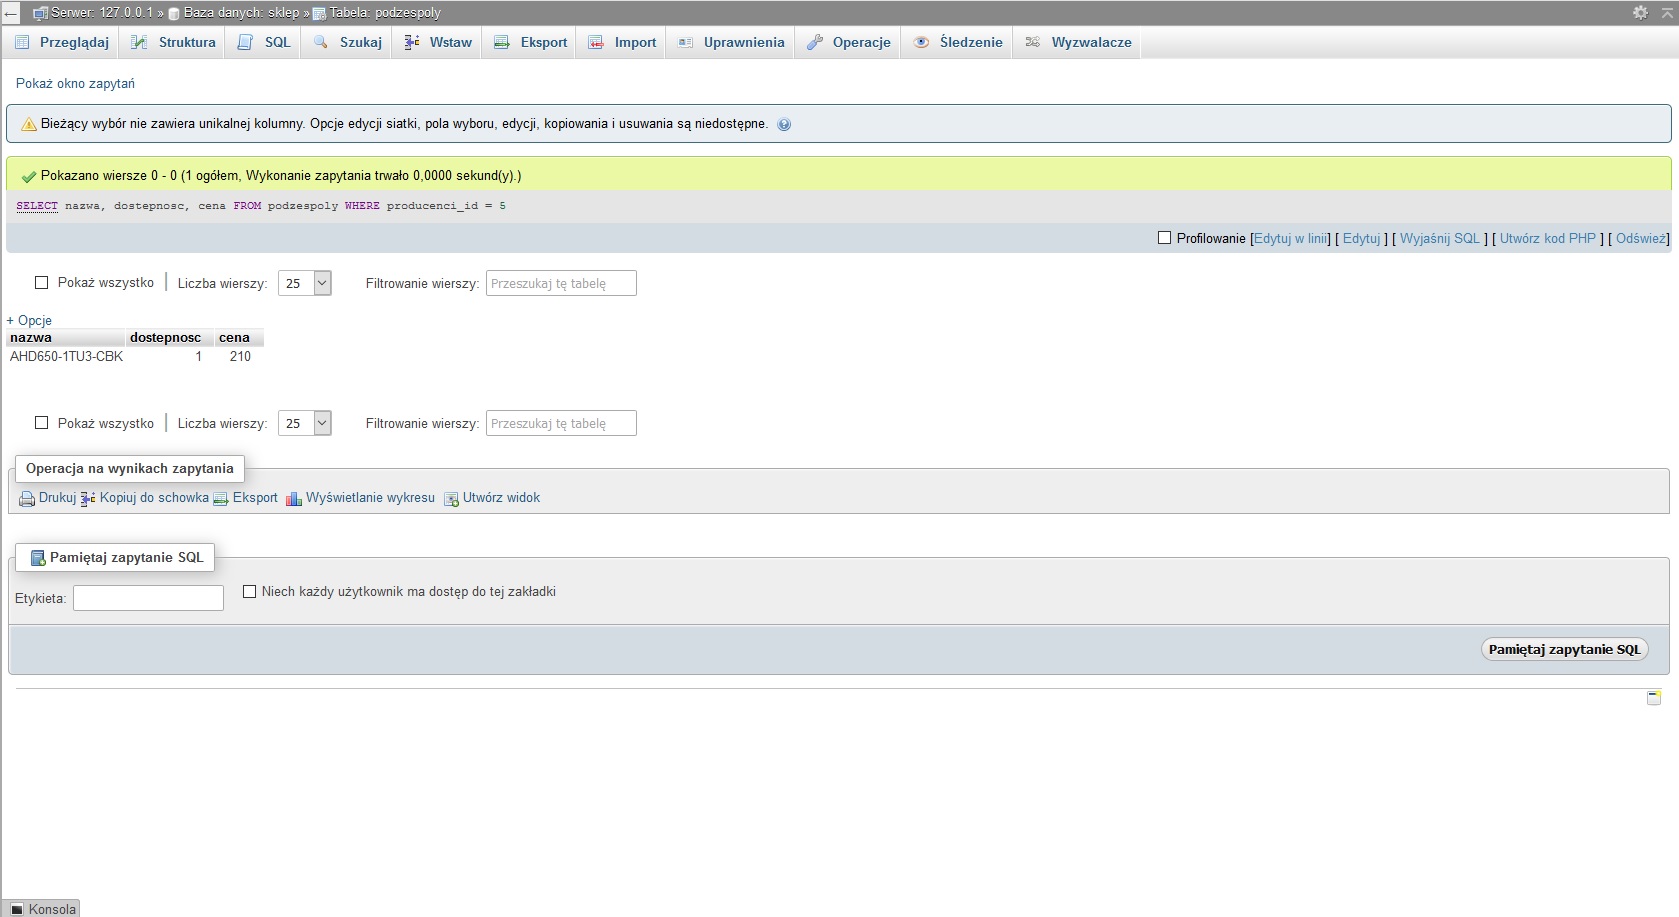 ← Serwer: 127.0.0.1 » Baza danych: sklep » Tabela: podzespoly
Przeglądaj Struktura SQL Szukaj Wstaw Eksport Import Uprawnienia Operacje Śledzenie Wyzwalacze
Pokaż okno zapytań
Bieżący wybór nie zawiera unikalnej kolumny. Opcje edycji siatki, pola wyboru, edycji, kopiowania i usuwania są niedostępne.
Pokazano wiersze 0 - 0 (1 ogółem, Wykonanie zapytania trwało 0,0000 sekund(y).)
SELECT nazwa, dostepnosc, cena FROM podzespoly WHERE producenci_id = 5
Profilowanie [Edytuj w linii] [ Edytuj ] [ Wyjaśnij SQL ] [ Utwórz kod PHP ] [ Odśwież]
Pokaż wszystko | Liczba wierszy: 25 Filtrowanie wierszy: Przeszukaj tę tabelę
+ Opcje
nazwa dostepnosc cena
AHD650-1TU3-CBK 1 210
Pokaż wszystko | Liczba wierszy: 25 Filtrowanie wierszy: Przeszukaj tę tabelę
Operacja na wynikach zapytania
Drukuj Kopiuj do schowka Eksport Wyświetlanie wykresu Utwórz widok
Pamiętaj zapytanie SQL
Etykieta: Niech każdy użytkownik ma dostęp do tej zakładki
Pamiętaj zapytanie SQL
Konsola